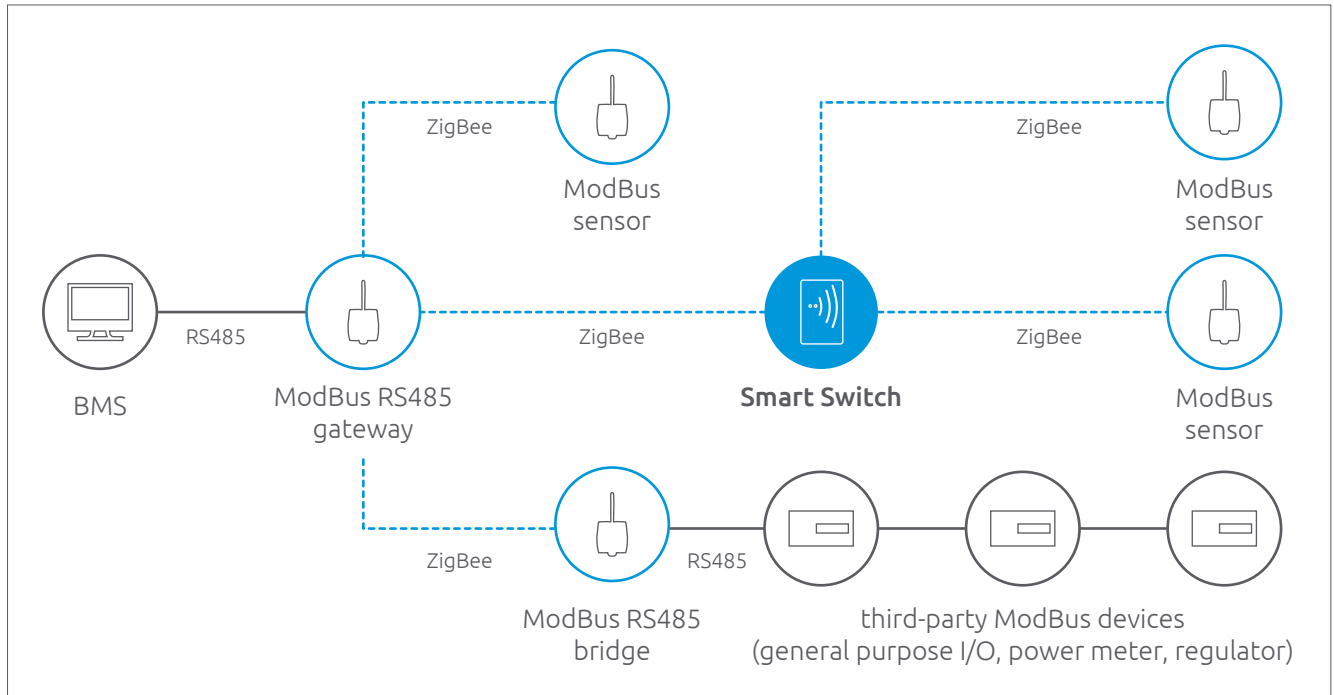 ZigBee
ZigBee
ModBus
sensor
ModBus
sensor
RS485
ZigBee
ZigBee
BMS
ModBus RS485
gateway
Smart Switch
ModBus
sensor
ZigBee
RS485
ModBus RS485
bridge
third-party ModBus devices
(general purpose I/O, power meter, regulator)